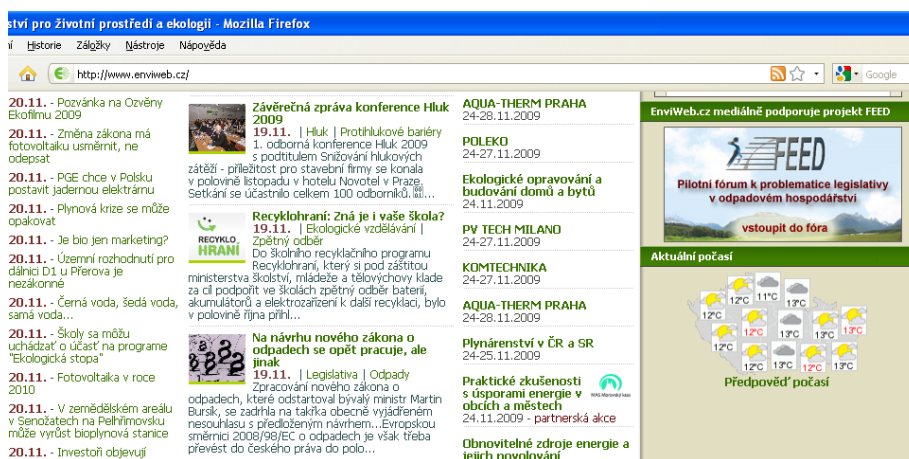 ství pro životní prostředí a ekologii - Mozilla Firefox
ní Historie Záložky Nástroje Nápověda
http://www.enviweb.cz/
Google
20.11. - Pozvánka na Ozvěny
Ekofilmu 2009
20.11. - Změna zákona má
fotovoltaiku usměrnit, ne
odepsat
20.11. - PGE chce v Polsku
postavit jadernou elektrárnu
20.11. - Plynová krize se může
opakovat
20.11. - Je bio jen marketing?
20.11. - Územní rozhodnutí pro
dálnici D1 u Přerova je
nezákonné
20.11. - Černá voda, šedá voda,
samá voda...
20.11. - Školy sa môžu
uchádzať o účasť na programe
"Ekologická stopa"
20.11. - Fotovoltaika v roce
2010
20.11. - V zemědělském areálu
v Senožatech na Pelhřimovsku
může vyrůst bioplynová stanice
20.11. - Investoři objevují
Závěrečná zpráva konference Hluk
2009
19.11. | Hluk | Protihlukové bariéry
1. odborná konference Hluk 2009
s podtitulem Snižování hlukových
zátěží - příležitost pro stavební firmy se konala
v polovině listopadu v hotelu Novotel v Praze.
Setkání se účastnilo celkem 100 odborníků.
...
RECYKLO
HRANÍ
Recyklohraní: Zná je i vaše škola?
19.11. | Ekologické vzdělávání |
Zpětný odběr
Do školního recyklačního programu
Recyklohraní, který si pod záštitou
ministerstva školství, mládeže a tělovýchovy klade
za cíl podpořit ve školách zpětný odběr baterií,
akumulátorů a elektrozařízení k další recyklaci, bylo
v polovině října přihl...
Na návrhu nového zákona o
odpadech se opět pracuje, ale
jinak
19.11. | Legislativa | Odpady
Zpracování nového zákona o
odpadech, které odstartoval bývalý ministr Martin
Bursík, se zadrhla na takřka obecně vyjádřeném
nesouhlasu s předloženým návrhem...Evropskou
směrnici 2008/98/EC o odpadech je však třeba
převést do českého práva do polo...
AQUA-THERM PRAHA
24-28.11.2009
POLEKO
24-27.11.2009
Ekologické opravování a
budování domů a bytů
24.11.2009
PV TECH MILANO
24-27.11.2009
KOMTECHNIKA
24-27.11.2009
AQUA-THERM PRAHA
24-28.11.2009
Plynárenství v ČR a SR
24-25.11.2009
Praktické zkušenosti
s úsporami energie v
obcích a městech
24.11.2009 - partnerská akce
Obnovitelné zdroje energie a
jejich povolování
EnviWeb.cz mediálně podporuje projekt FEED
FEED
Pilotní fórum k problematice legislativy
v odpadovém hospodářství
vstoupit do fóra
Aktuální počasí
12°C 11°C 13°C
12°C 12°C 12°C 13°C
12°C 13°C 12°C 13°C
Předpověď počasí